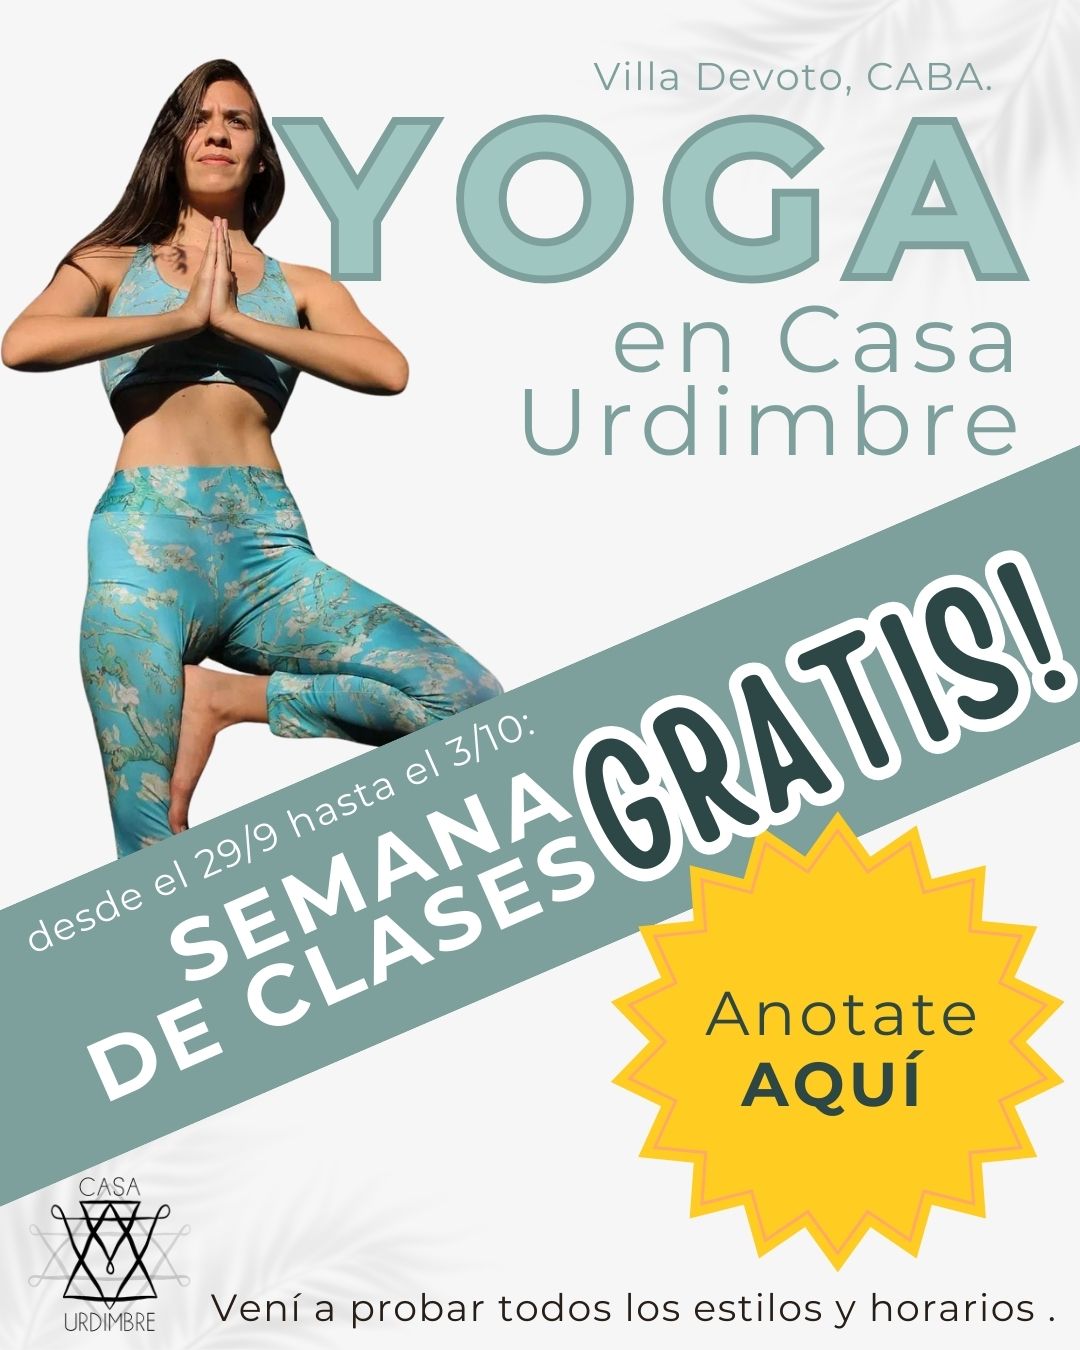 Villa Devoto, CABA.
YOGA
en Casa
Urdimbre
desde el 29/9 hasta el 3/10:
SEMANA
DE CLASES
GRATIS!
Anotate
AQUÍ
CASA
URDIMBRE
Vení a probar todos los estilos y horarios .